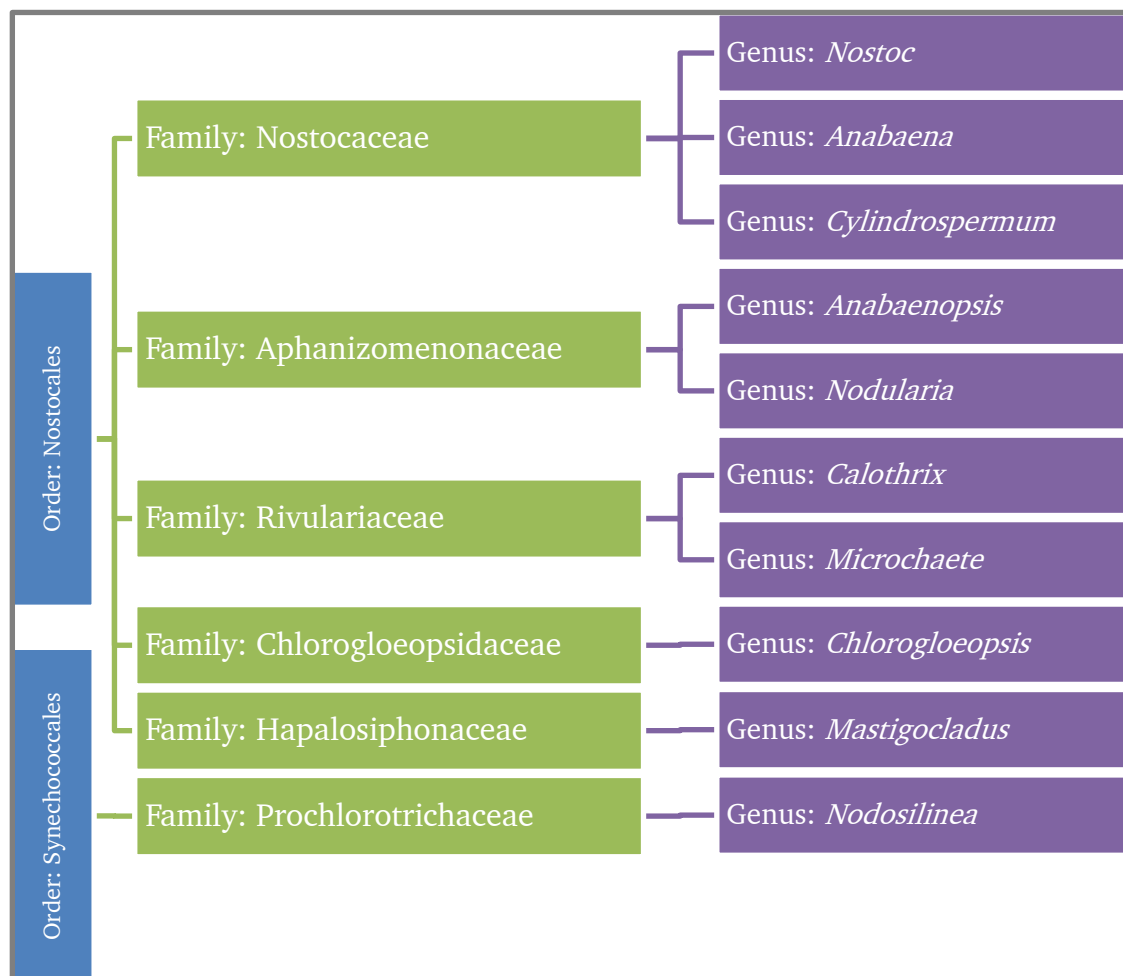 Order: Nostocales
Family: Nostocaceae
Genus: Nostoc
Genus: Anabaena
Genus: Cylindrospermum
Family: Aphanizomenonaceae
Genus: Anabaenopsis
Genus: Nodularia
Family: Rivulariaceae
Genus: Calothrix
Genus: Microchaete
Family: Chlorogloeopsidaceae
Genus: Chlorogloeopsis
Family: Hapalosiphonaceae
Genus: Mastigocladus
Order: Synechococcales
Family: Prochlorotrichaceae
Genus: Nodosilinea